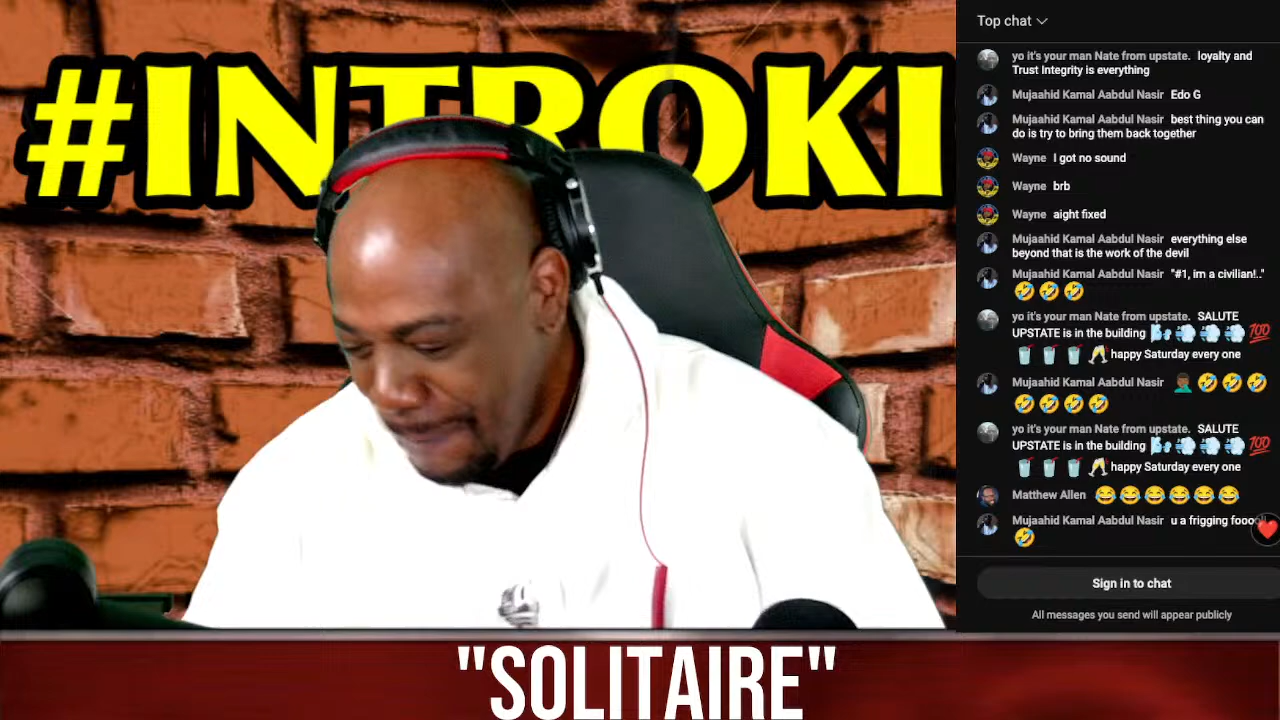 #INTROKI
Top chat
yo it's your man Nate from upstate. loyalty and
Trust Integrity is everything
Mujaahid Kamal Aabdul Nasir Edo G
Mujaahid Kamal Aabdul Nasir best thing you can
do is try to bring them back together
Wayne I got no sound
Wayne brb
Wayne aight fixed
Mujaahid Kamal Aabdul Nasir everything else
beyond that is the work of the devil
Mujaahid Kamal Aabdul Nasir "#1, im a civilian!.."
🤣🤣🤣
yo it's your man Nate from upstate. SALUTE
UPSTATE is in the building 🌬️💨💨💨💯
🥤🥤🥤🥂happy Saturday every one
Mujaahid Kamal Aabdul Nasir 🤦🏾‍♂️🤣🤣🤣
🤣🤣🤣🤣
yo it's your man Nate from upstate. SALUTE
UPSTATE is in the building 🌬️💨💨💨💯
🥤🥤🥤🥂happy Saturday every one
Matthew Allen 😂😂😂😂😂😂
Mujaahid Kamal Aabdul Nasir u a frigging
🤣
Sign in to chat
All messages you send will appear publicly
"SOLITAIRE"